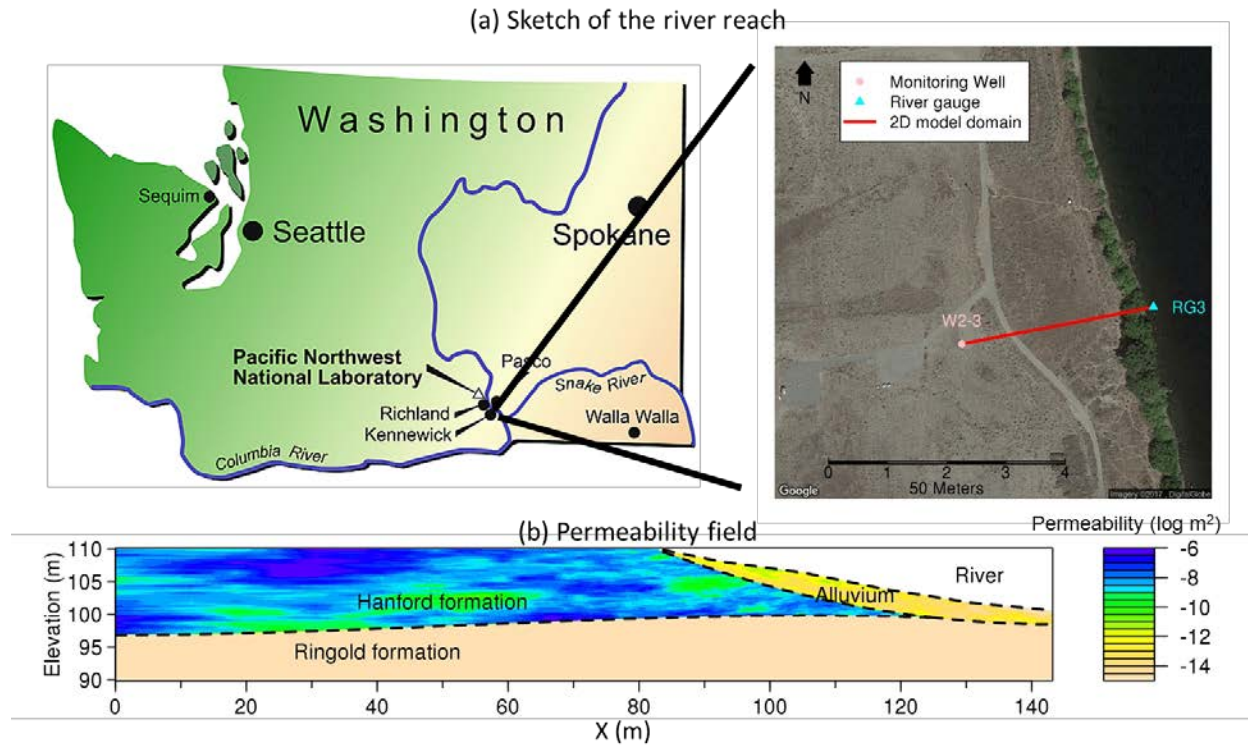 (a) Sketch of the river reach
Washington
Sequim
Seattle
Spokane
Pacific Northwest
National Laboratory
Pasco
Snake River
Richland
Walla Walla
Kennewick
Columbia River
N
Monitoring Well
River gauge
2D model domain
W2-3
RG3
0 1 2 3 4
50 Meters
Google
Imagery ©2017 , DigitalGlobe
(b) Permeability field
Permeability (log m²)
Elevation (m)
110
105
100
95
90
Hanford formation
Alluvium
River
Ringold formation
0 20 40 60 80 100 120 140
X (m)
-6
-8
-10
-12
-14